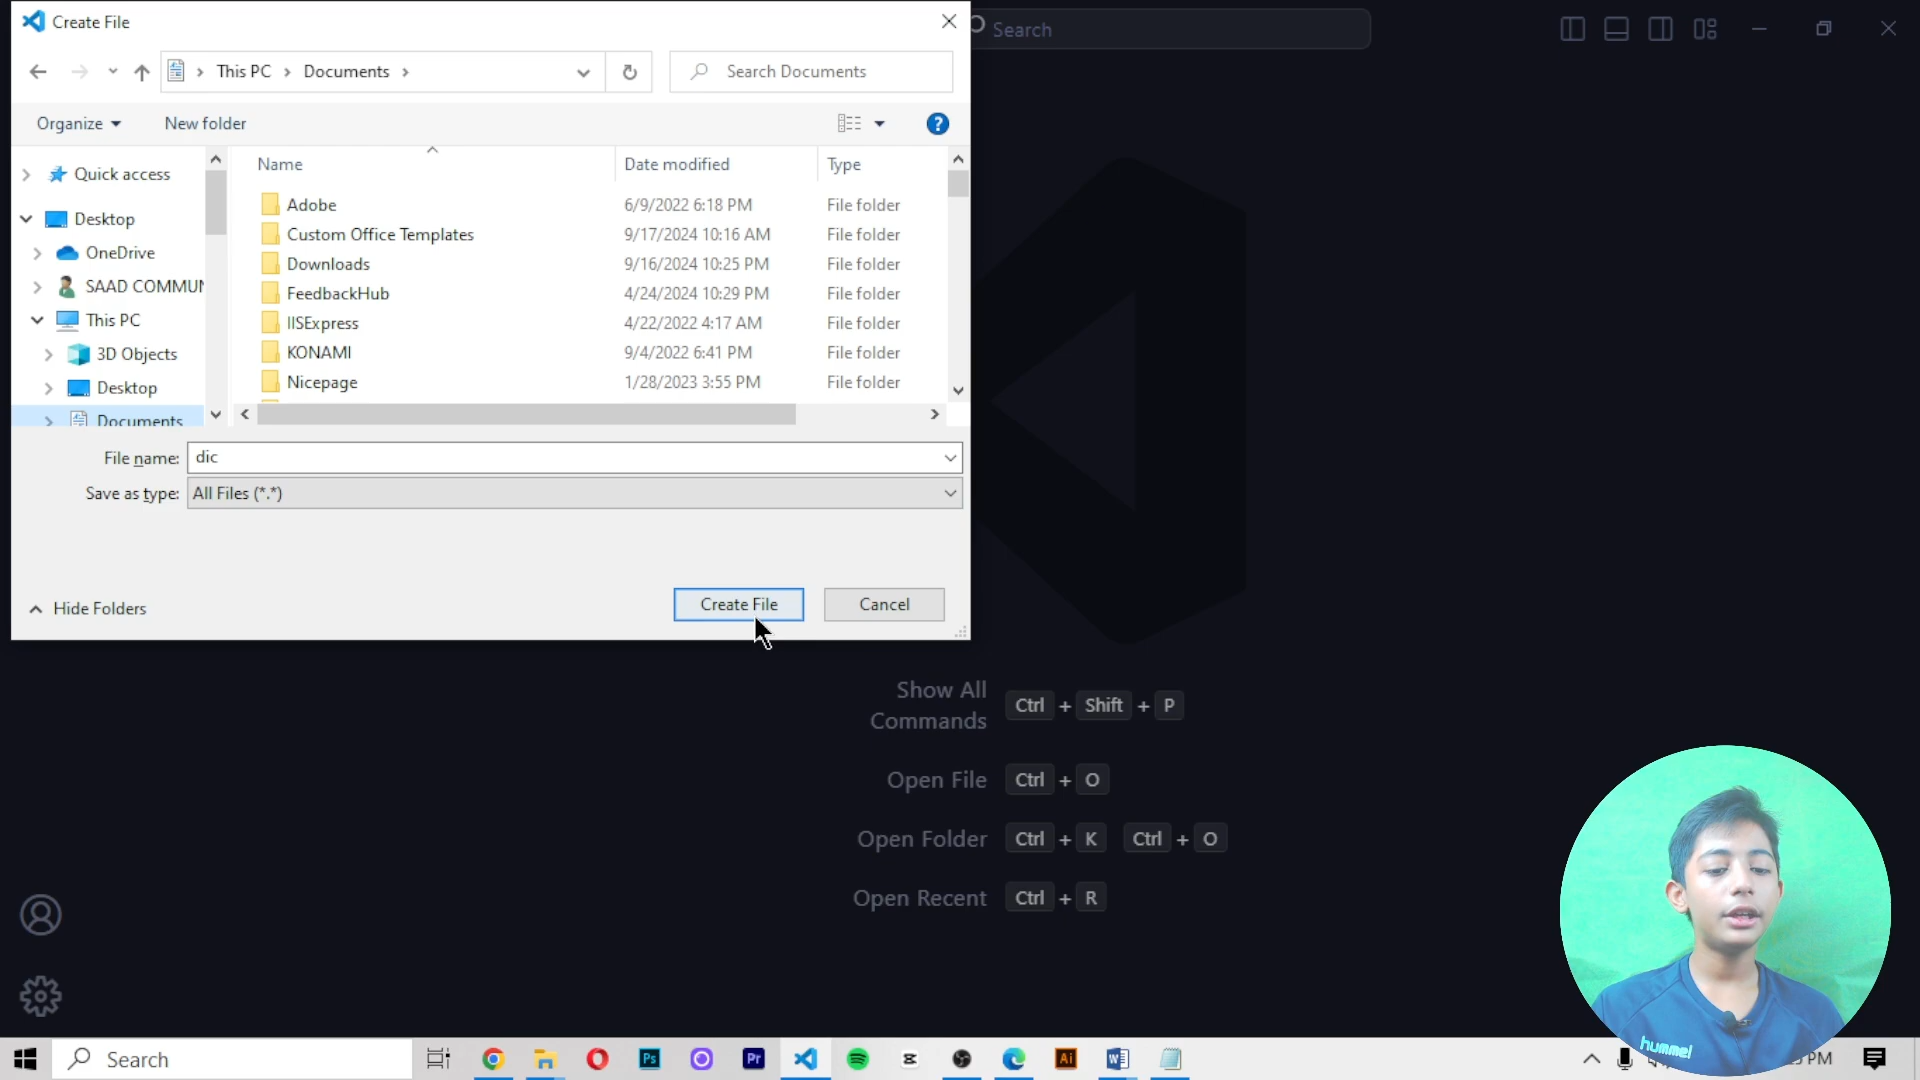 Create File
Search
This PC
Documents
Search Documents
Organize
New folder
Name
Date modified
Type
Quick access
Desktop
OneDrive
SAAD COMMUN
This PC
3D Objects
Desktop
Documents
Adobe 6/9/2022 6:18 PM File folder
Custom Office Templates 9/17/2024 10:16 AM File folder
Downloads 9/16/2024 10:25 PM File folder
FeedbackHub 4/24/2024 10:29 PM File folder
IISExpress 4/22/2022 4:17 AM File folder
KONAMI 9/4/2022 6:41 PM File folder
Nicepage 1/28/2023 3:55 PM File folder
File name: dic
Save as type: All Files (*.*)
Hide Folders
Create File
Cancel
Show All
Commands
Ctrl + Shift + P
Open File Ctrl + O
Open Folder Ctrl + K Ctrl + O
Open Recent Ctrl + R
hummel
Search
Ps
Pr
Ai
W
PM